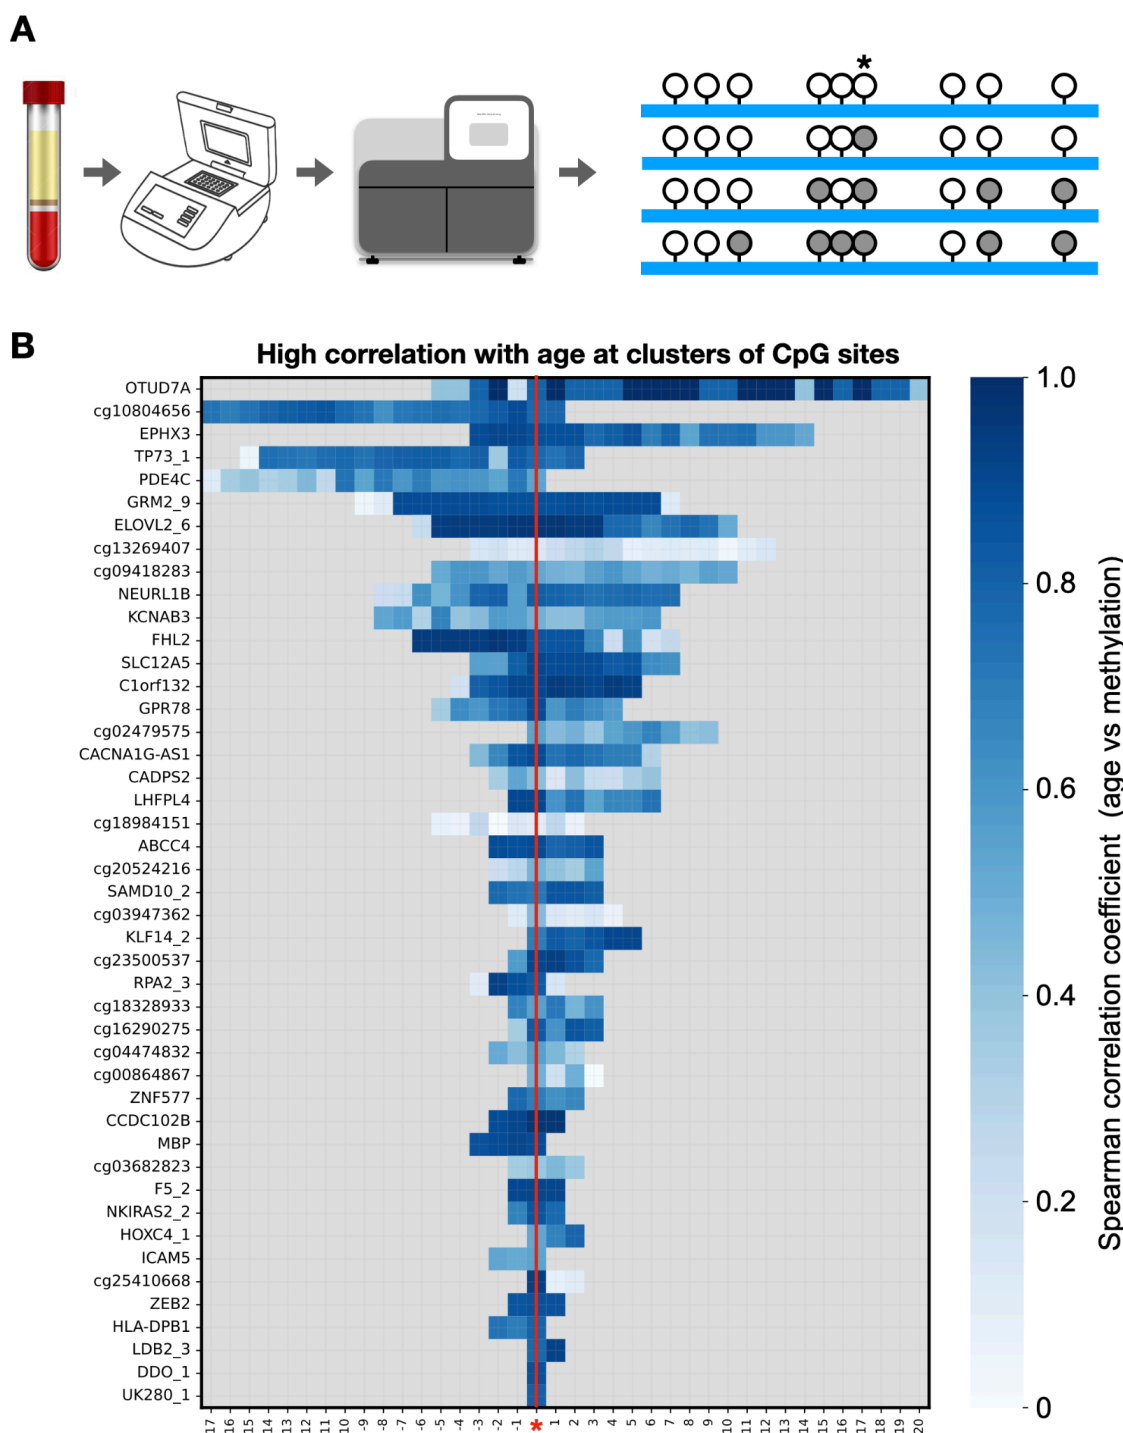 A
*
B
High correlation with age at clusters of CpG sites
OTUD7A
cg10804656
EPHX3
TP73_1
PDE4C
GRM2_9
ELOVL2_6
cg13269407
cg09418283
NEURL1B
KCNAB3
FHL2
SLC12A5
C1orf132
GPR78
cg02479575
CACNA1G-AS1
CADPS2
LHFPL4
cg18984151
ABCC4
cg20524216
SAMD10_2
cg03947362
KLF14_2
cg23500537
RPA2_3
cg18328933
cg16290275
cg04474832
cg00864867
ZNF577
CCDC102B
MBP
cg03682823
F5_2
NKIRAS2_2
HOXC4_1
ICAM5
cg25410668
ZEB2
HLA-DPB1
LDB2_3
DDO_1
UK280_1
17 16 15 14 13 12 11 10 -9 -8 -7 -6 -5 -4 -3 -2 -1 * 1 2 3 4 5 6 7 8 9 10 11 12 13 14 15 16 17 18 19 20
1.0
0.8
0.6
0.4
0.2
0
Spearman correlation coefficient (age vs methylation)